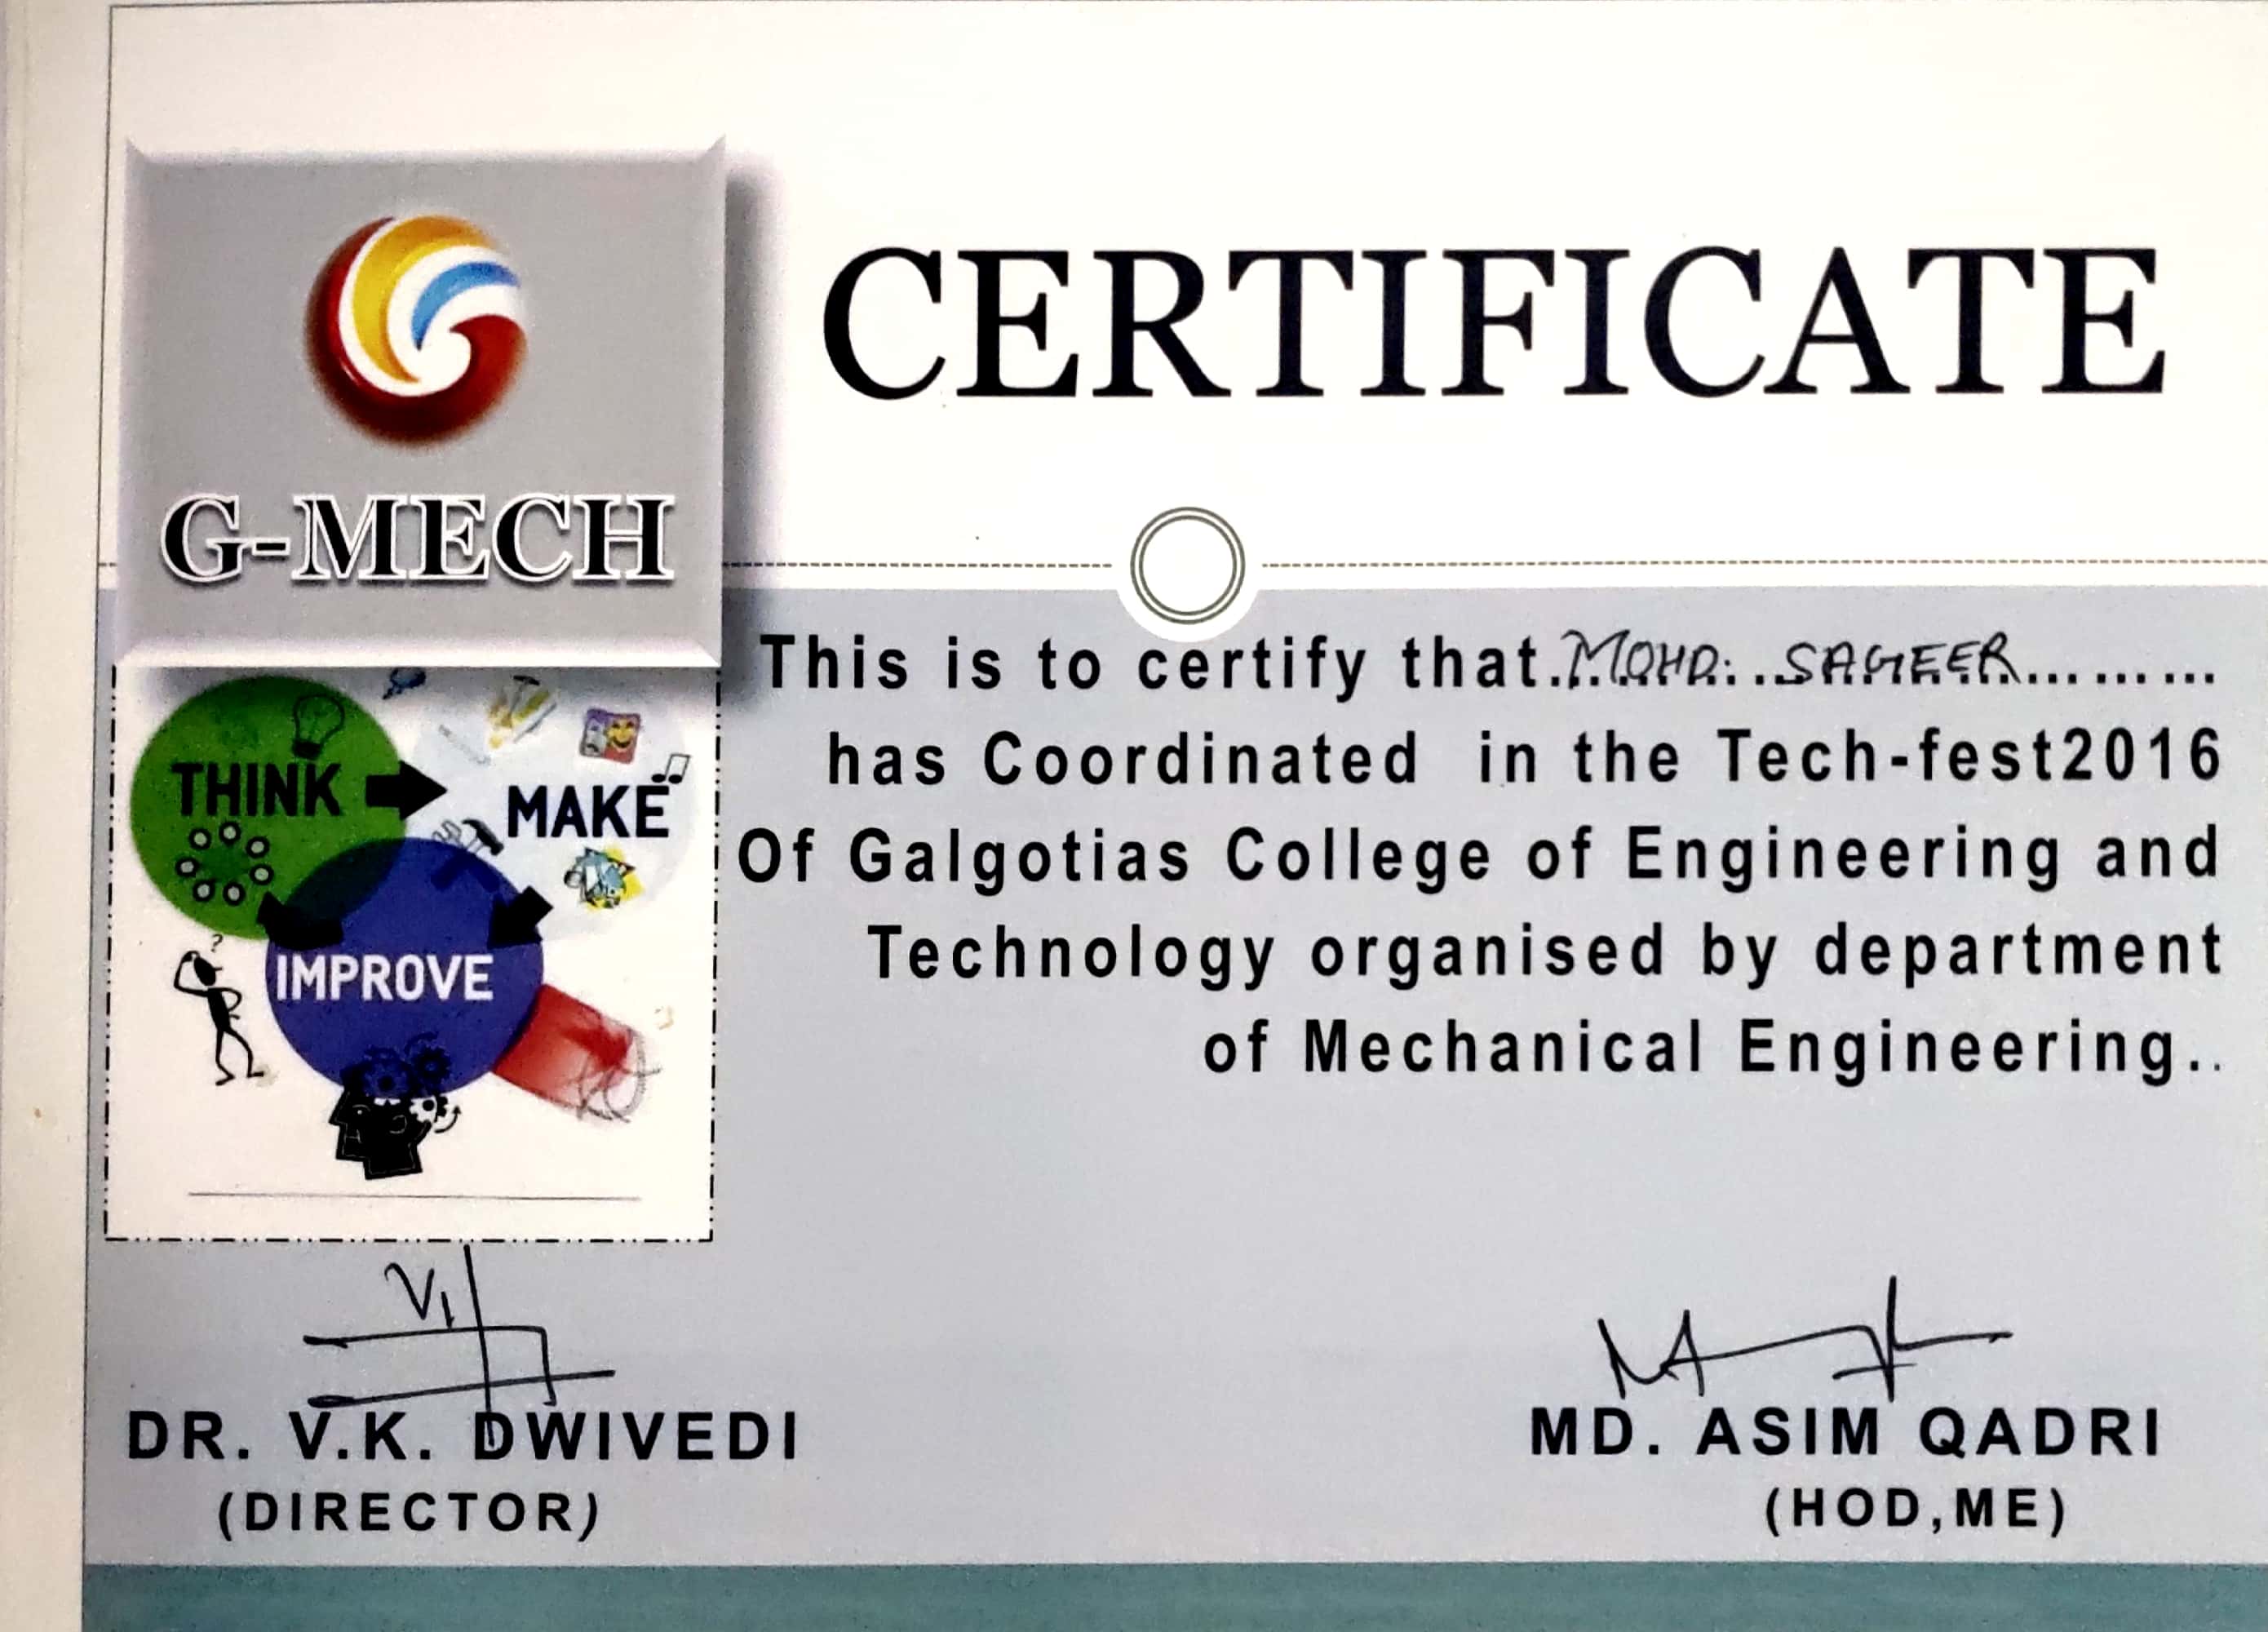 CERTIFICATE
G-MECH
THINK
MAKE
IMPROVE
?
This is to certify that.MOHD...SAGEER.........
has Coordinated in the Tech-fest2016
Of Galgotias College of Engineering and
Technology organised by department
of Mechanical Engineering..
DR. V.K. DWIVEDI
(DIRECTOR)
MD. ASIM QADRI
(HOD,ME)